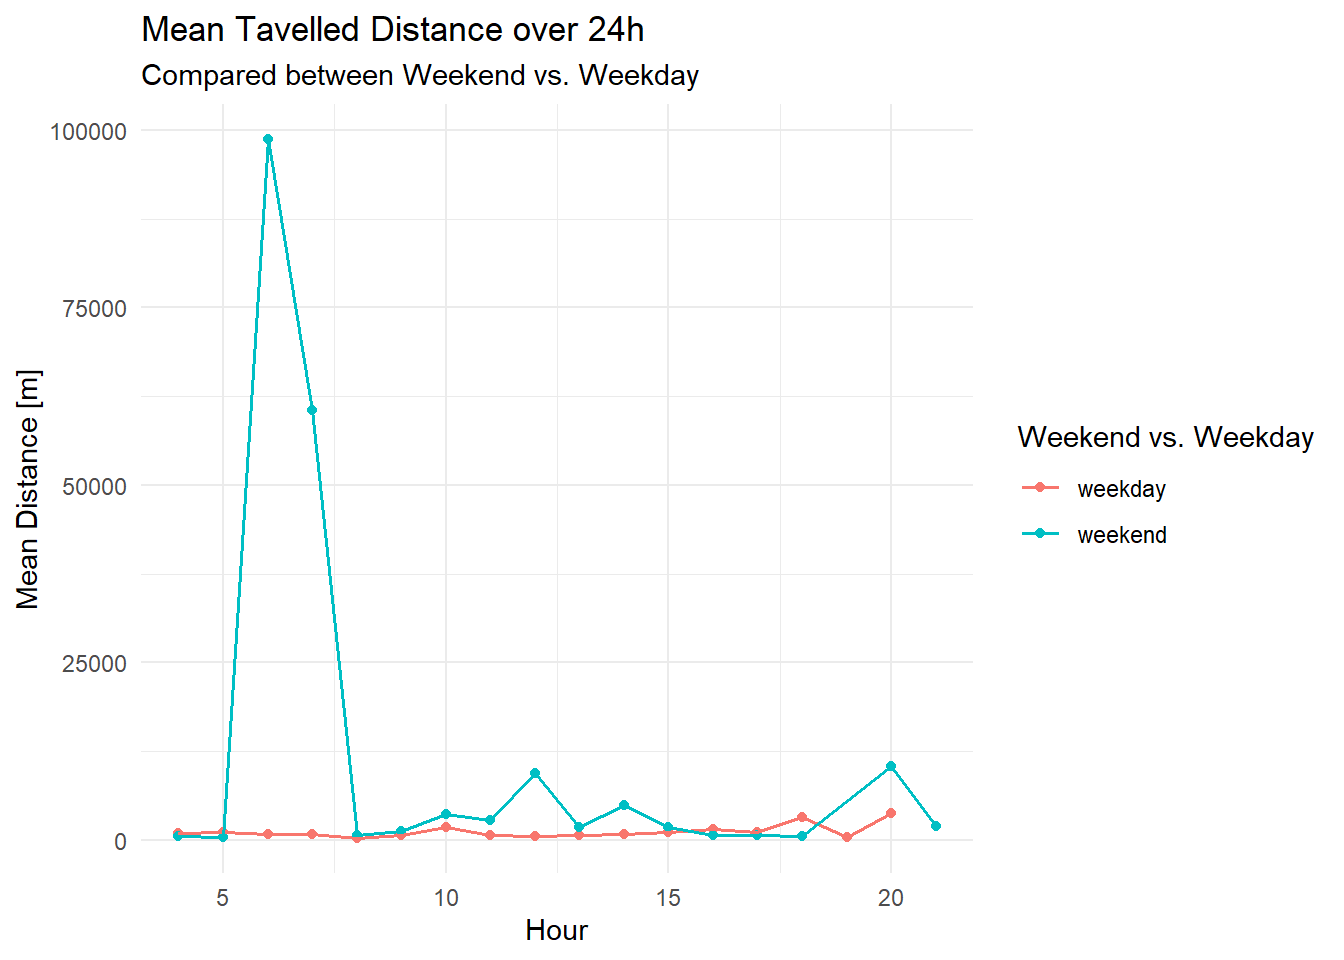 Mean Tavelled Distance over 24h
Compared between Weekend vs. Weekday
100000
75000
50000
25000
0
Mean Distance [m]
5 10 15 20
Hour
Weekend vs. Weekday
weekday
weekend